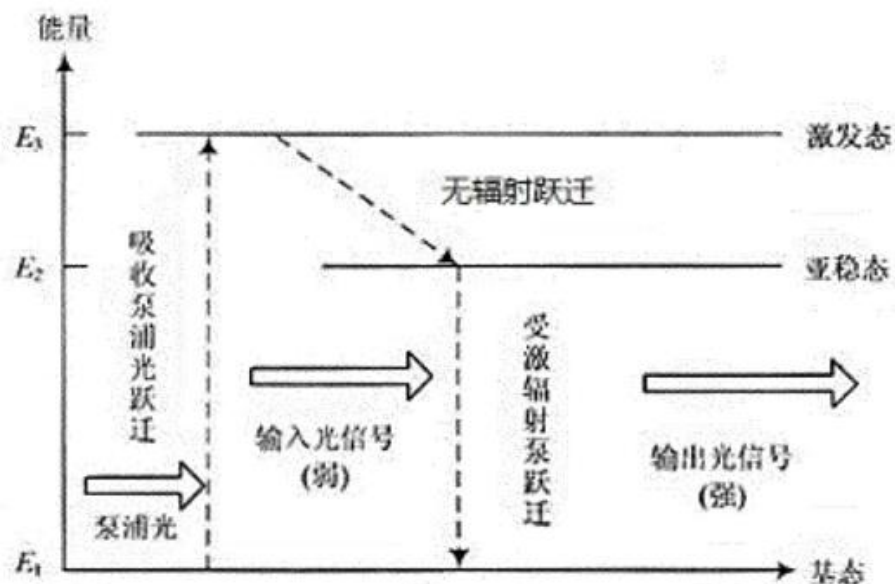 能量
E3
激发态
无辐射跃迁
E2
亚稳态
吸收泵浦光跃迁
受激辐射泵跃迁
输入光信号
(弱)
输出光信号
(强)
泵浦光
E1
基态